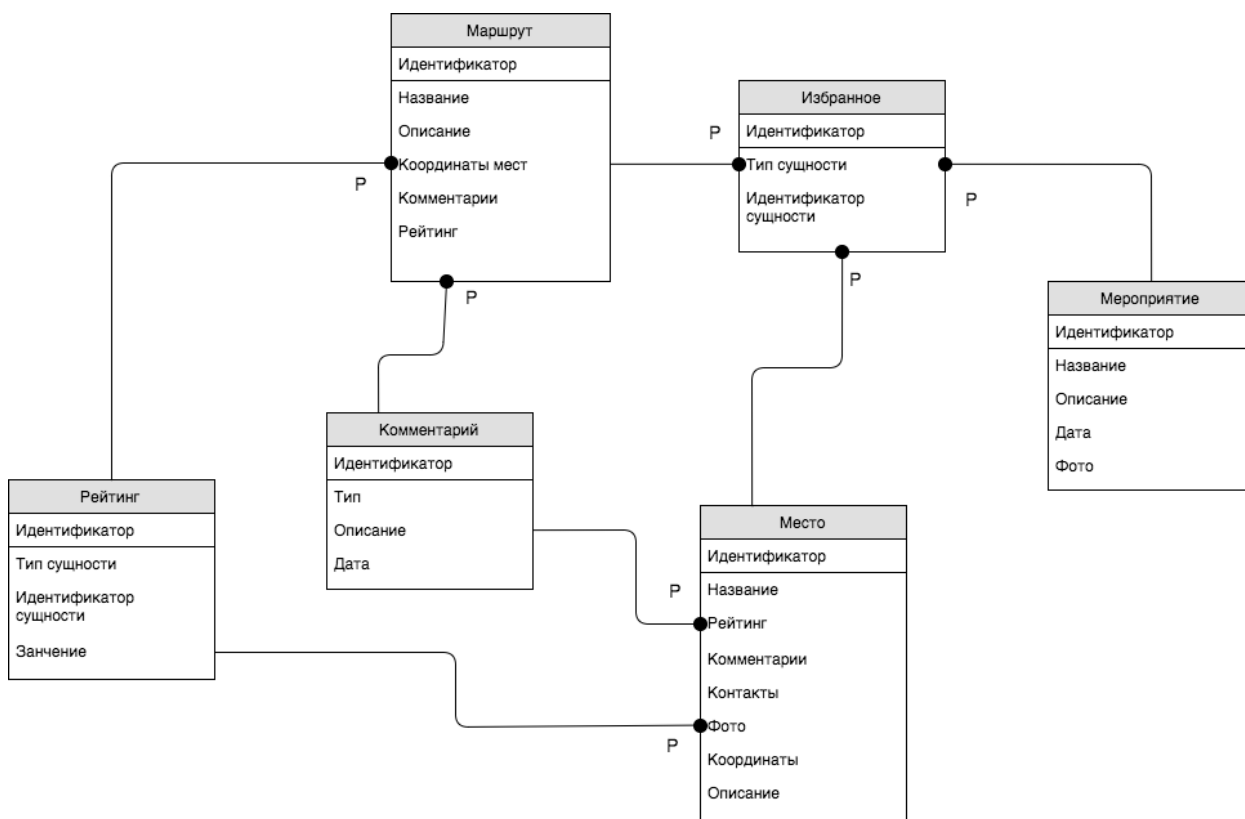 Маршрут
Идентификатор
Название
Описание
Координаты мест
Комментарии
Рейтинг
P
P
P
Избранное
Идентификатор
Тип сущности
Идентификатор
сущности
P
P
Мероприятие
Идентификатор
Название
Описание
Дата
Фото
Комментарий
Идентификатор
Тип
Описание
Дата
Рейтинг
Идентификатор
Тип сущности
Идентификатор
сущности
Занчение
P
P
Место
Идентификатор
Название
Рейтинг
Комментарии
Контакты
Фото
Координаты
Описание